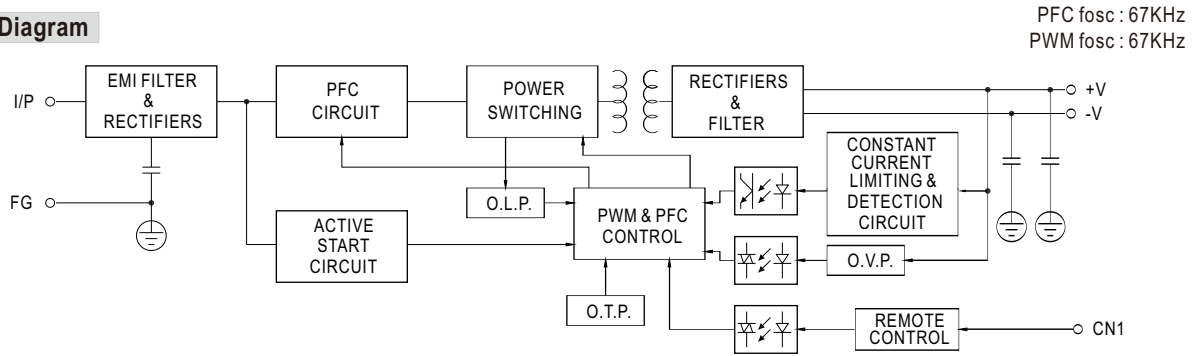 Diagram
PFC fosc : 67KHz
PWM fosc : 67KHz
I/P
EMI FILTER
&
RECTIFIERS
PFC
CIRCUIT
POWER
SWITCHING
RECTIFIERS
&
FILTER
+V
-V
FG
ACTIVE
START
CIRCUIT
O.L.P.
PWM & PFC
CONTROL
O.T.P.
CONSTANT
CURRENT
LIMITING &
DETECTION
CIRCUIT
O.V.P.
REMOTE
CONTROL
CN1